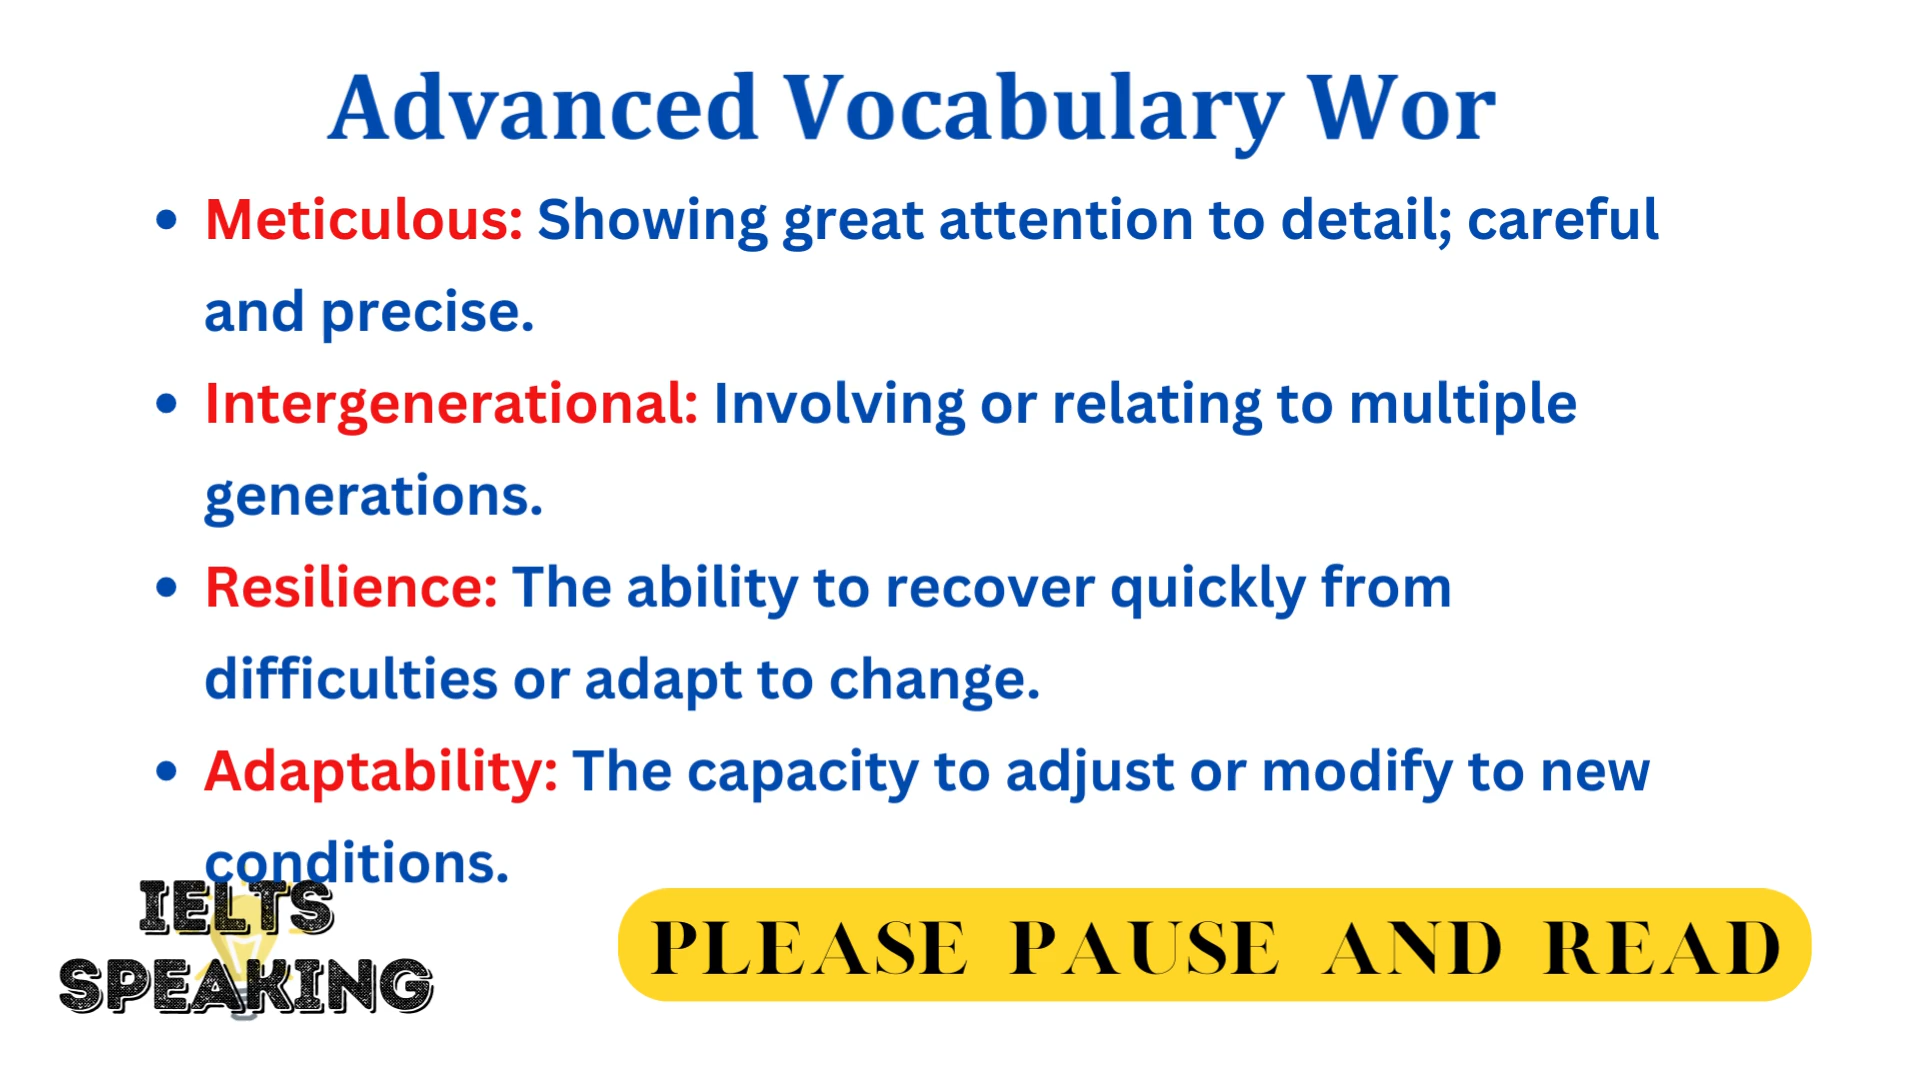 Advanced Vocabulary Wor
• Meticulous: Showing great attention to detail; careful
and precise.
• Intergenerational: Involving or relating to multiple
generations.
• Resilience: The ability to recover quickly from
difficulties or adapt to change.
• Adaptability: The capacity to adjust or modify to new
conditions.
IELTS
SPEAKING
PLEASE PAUSE AND READ